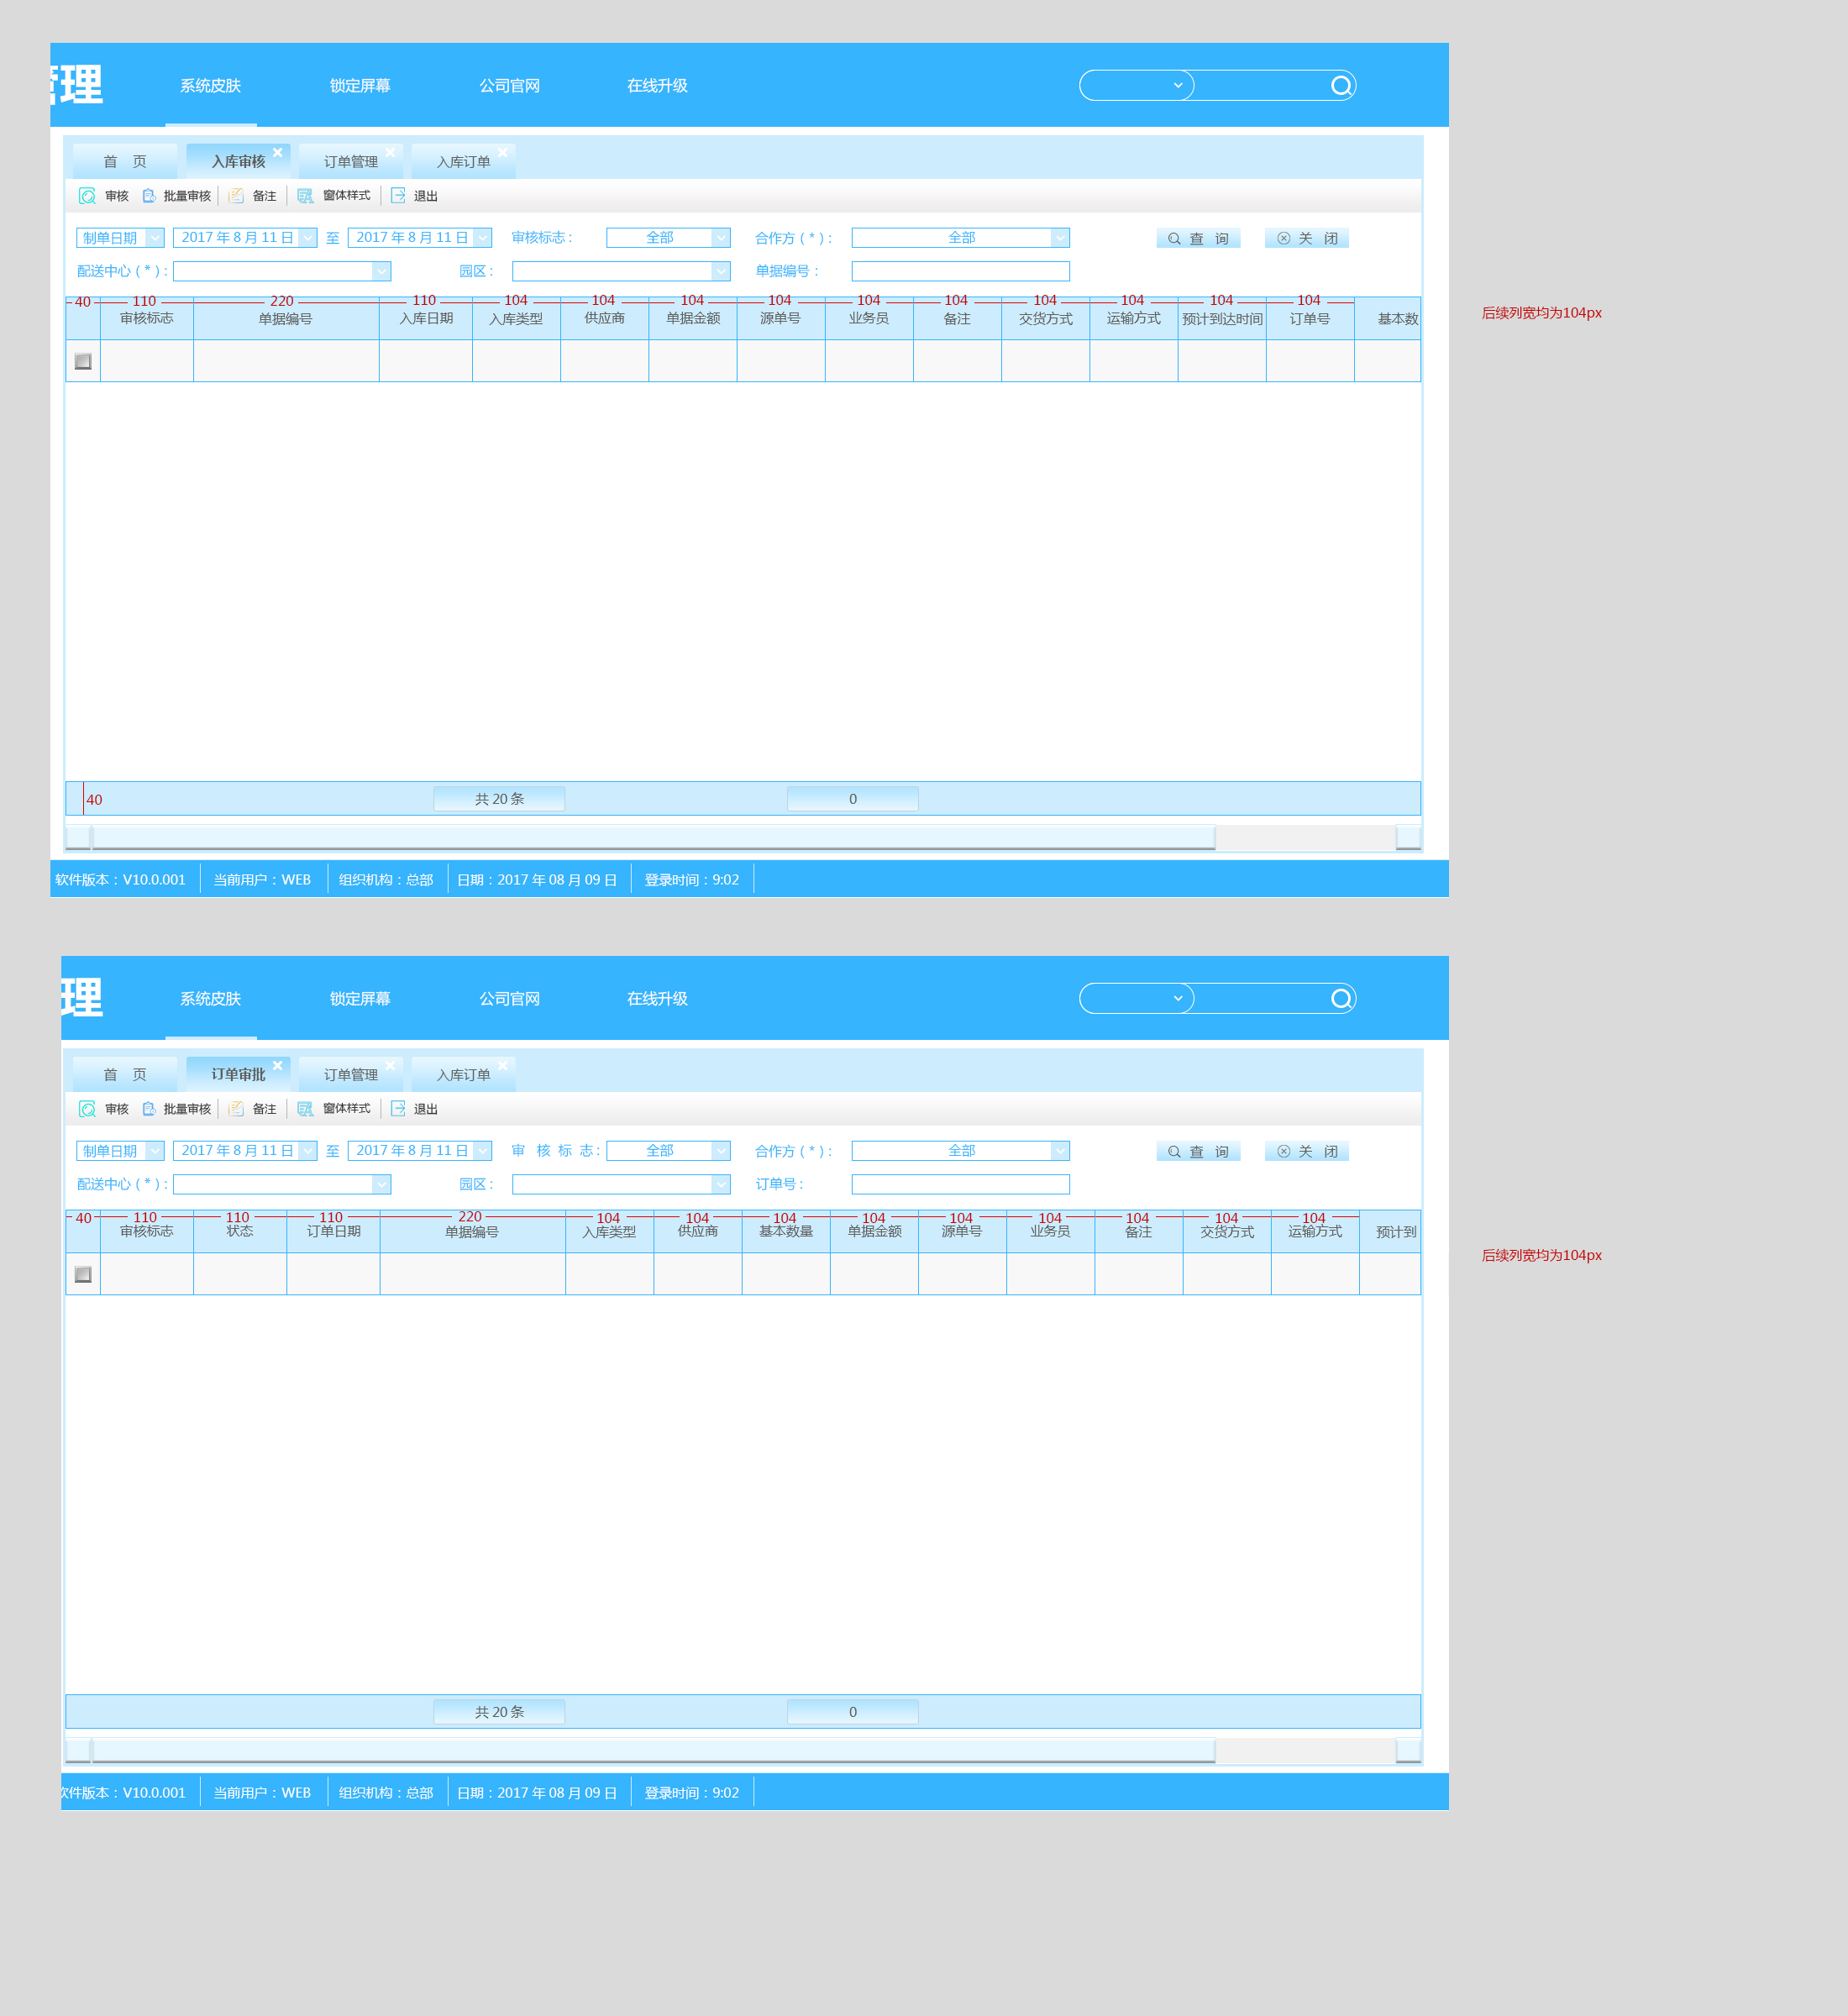 管理 系统皮肤 锁定屏幕 公司官网 在线升级
首 页 入库审核 订单管理 入库订单
审核 批量审核 备注 窗体样式 退出
制单日期 2017 年 8 月 11 日 至 2017 年 8 月 11 日 审核标志 : 全部 合作方 ( * ) : 全部 查 询 关 闭
配送中心 ( * ) : 园区 : 单据编号 :
40 110 220 110 104 104 104 104 104 104 104 104 104 104
审核标志 单据编号 入库日期 入库类型 供应商 单据金额 源单号 业务员 备注 交货方式 运输方式 预计到达时间 订单号 基本数
后续列宽均为104px
40 共 20 条 0
软件版本 : V10.0.001 当前用户 : WEB 组织机构 : 总部 日期 : 2017 年 08 月 09 日 登录时间 : 9:02
理 系统皮肤 锁定屏幕 公司官网 在线升级
首 页 订单审批 订单管理 入库订单
审核 批量审核 备注 窗体样式 退出
制单日期 2017 年 8 月 11 日 至 2017 年 8 月 11 日 审 核 标 志 : 全部 合作方 ( * ) : 全部 查 询 关 闭
配送中心 ( * ) : 园区 : 订单号 :
40 110 110 110 220 104 104 104 104 104 104 104 104 104
审核标志 状态 订单日期 单据编号 入库类型 供应商 基本数量 单据金额 源单号 业务员 备注 交货方式 运输方式 预计到
后续列宽均为104px
共 20 条 0
软件版本 : V10.0.001 当前用户 : WEB 组织机构 : 总部 日期 : 2017 年 08 月 09 日 登录时间 : 9:02